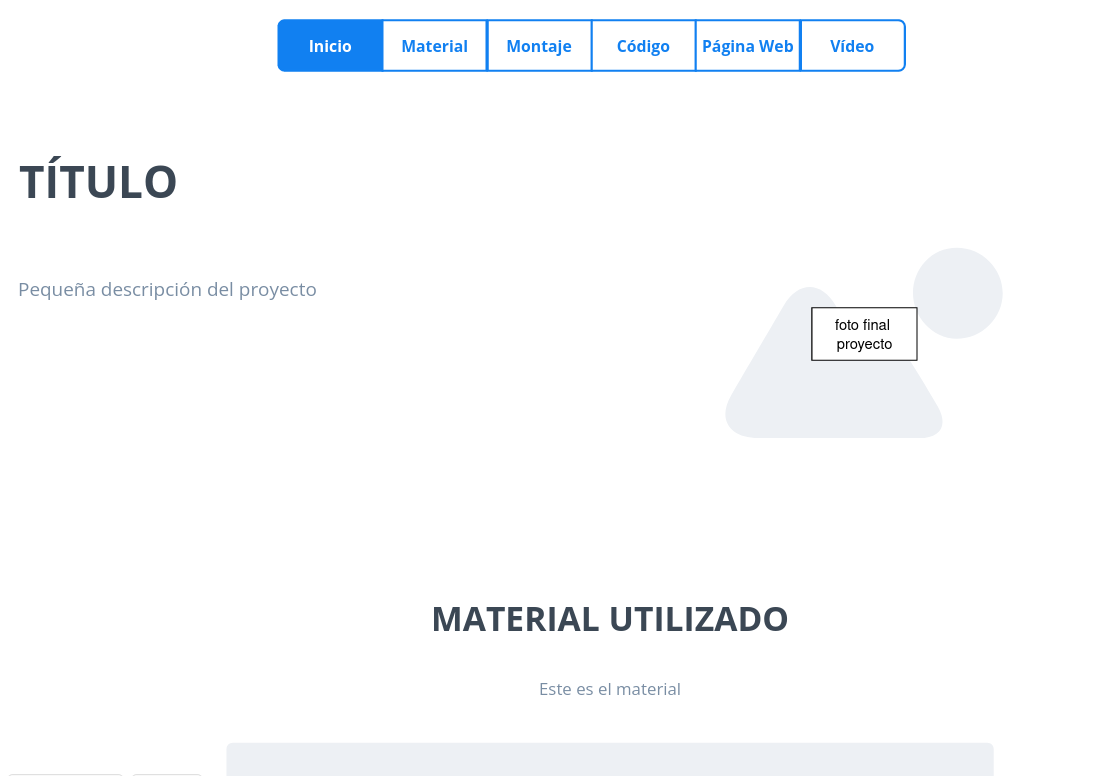 Inicio Material Montaje Código Página Web Vídeo
TÍTULO
Pequeña descripción del proyecto
foto final
proyecto
MATERIAL UTILIZADO
Este es el material